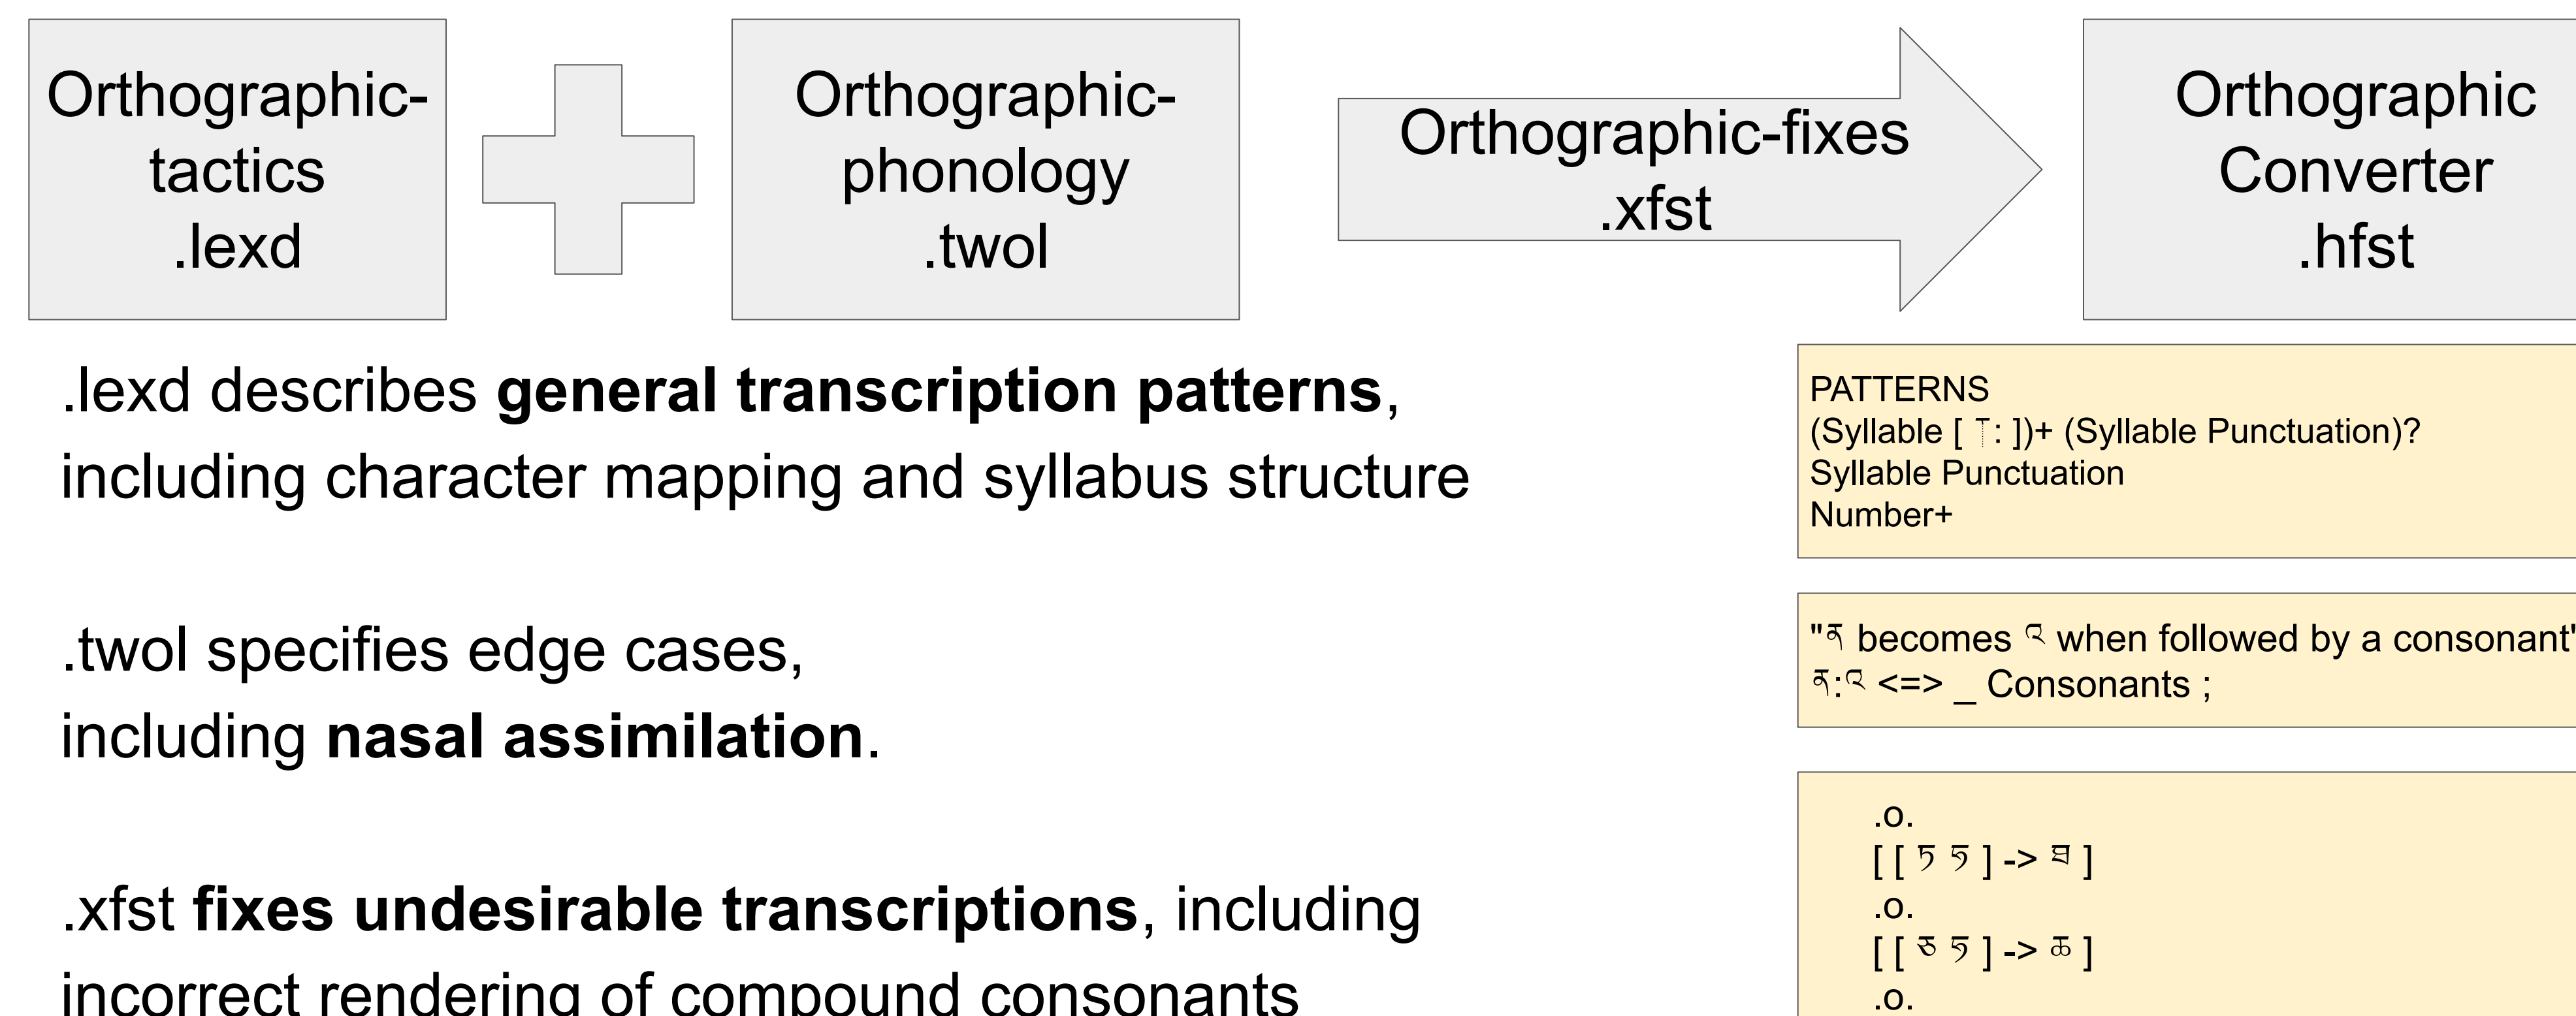 Orthographic-
tactics
.lexd
Orthographic-
phonology
.twol
Orthographic-fixes
.xfst
Orthographic
Converter
.hfst
.lexd describes general transcription patterns,
including character mapping and syllabus structure
.twol specifies edge cases,
including nasal assimilation.
.xfst fixes undesirable transcriptions, including
incorrect rendering of compound consonants
PATTERNS
(Syllable [ ་: ])+ (Syllable Punctuation)?
Syllable Punctuation
Number+
"ན becomes འ when followed by a consonant"
ན:འ <=> _ Consonants ;
.o.
[ [ ཏ ཧ ] -> ཐ ]
.o.
[ [ ཅ ཧ ] -> ཆ ]
.o.